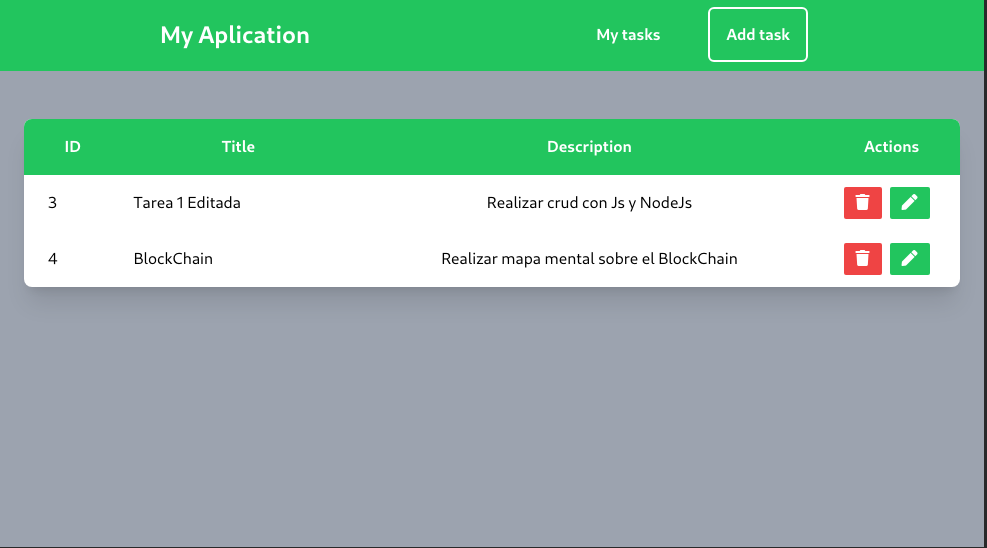 My Aplication My tasks Add task
ID Title Description Actions
3 Tarea 1 Editada Realizar crud con Js y NodeJs
4 BlockChain Realizar mapa mental sobre el BlockChain